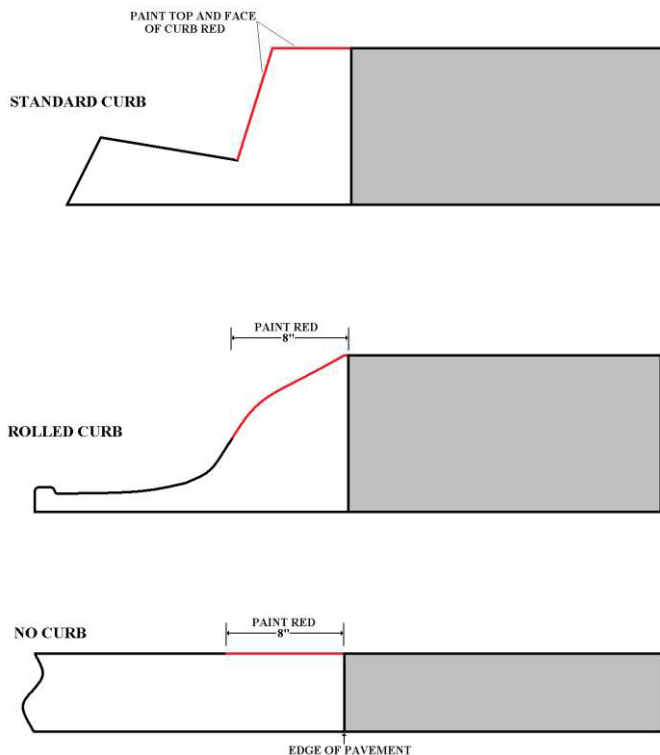 PAINT TOP AND FACE
OF CURB RED
STANDARD CURB
PAINT RED
8"
ROLLED CURB
PAINT RED
8"
NO CURB
EDGE OF PAVEMENT